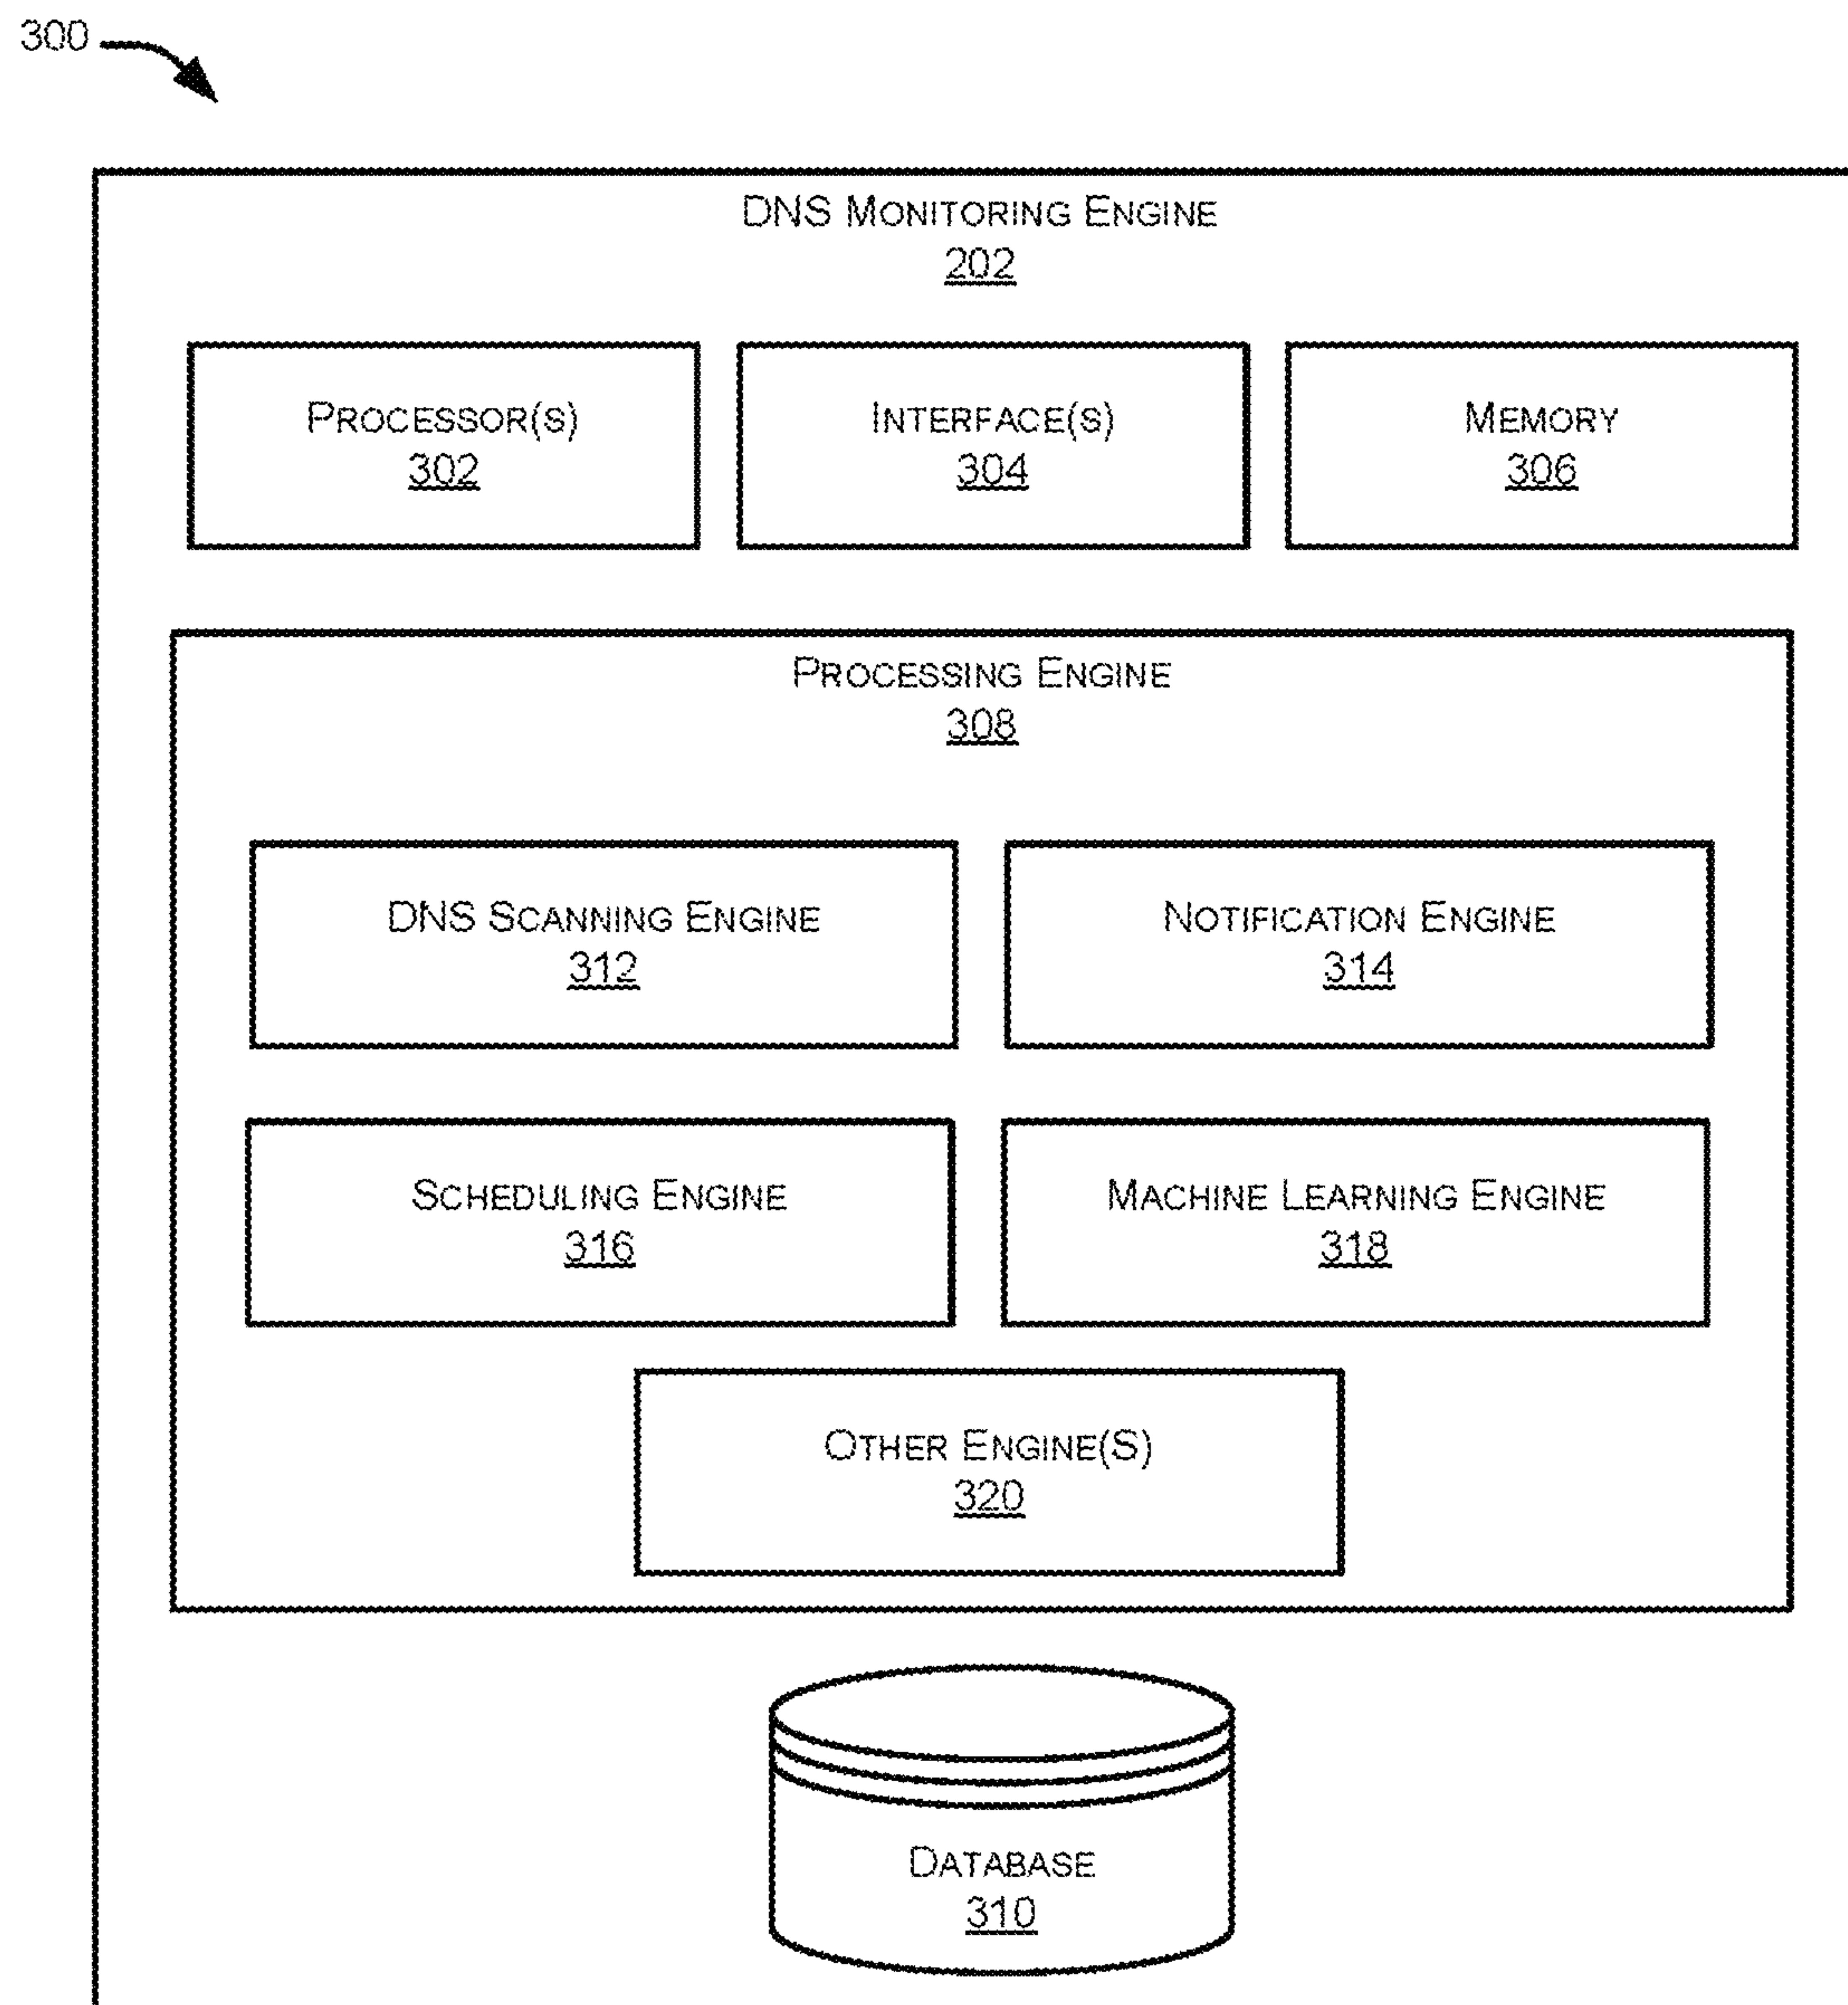 300
DNS MONITORING ENGINE
202
PROCESSOR(S)
302
INTERFACE(S)
304
MEMORY
306
PROCESSING ENGINE
308
DNS SCANNING ENGINE
312
NOTIFICATION ENGINE
314
SCHEDULING ENGINE
316
MACHINE LEARNING ENGINE
318
OTHER ENGINE(S)
320
DATABASE
310